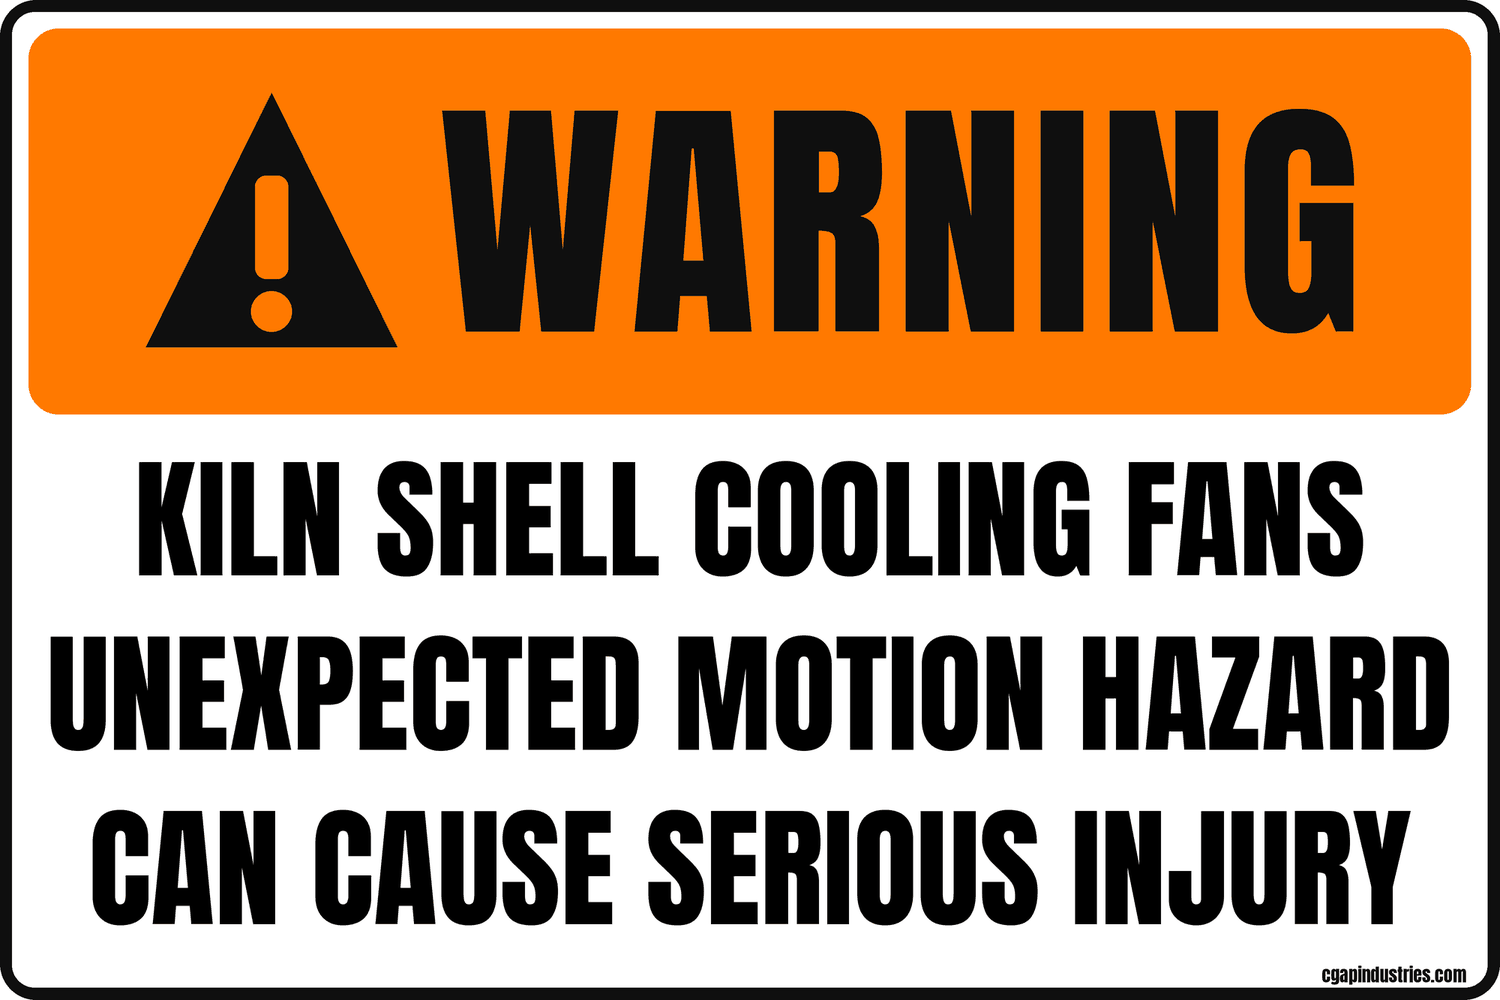 WARNING
KILN SHELL COOLING FANS
UNEXPECTED MOTION HAZARD
CAN CAUSE SERIOUS INJURY
cgapindustries.com